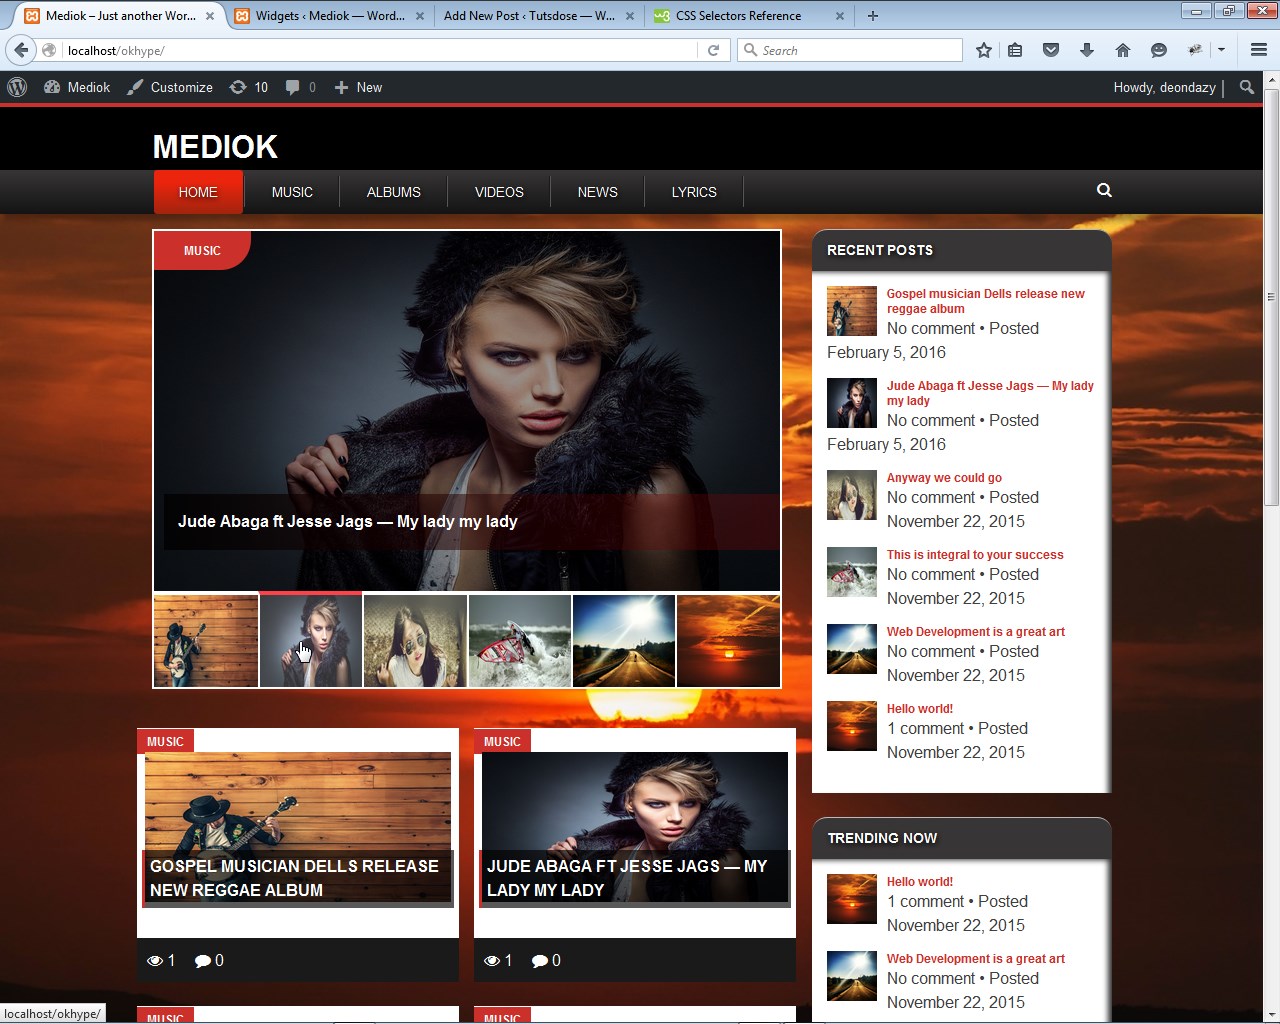 Mediok – Just another Wor...
Widgets ‹ Mediok — Word...
Add New Post ‹ Tutsdose — W...
CSS Selectors Reference
localhost/okhype/
Search
Mediok
Customize
10
0
New
Howdy, deondazy
MEDIOK
HOME
MUSIC
ALBUMS
VIDEOS
NEWS
LYRICS
MUSIC
Jude Abaga ft Jesse Jags — My lady my lady
MUSIC
GOSPEL MUSICIAN DELLS RELEASE
NEW REGGAE ALBUM
1
0
MUSIC
JUDE ABAGA FT JESSE JAGS — MY
LADY MY LADY
1
0
MUSIC
MUSIC
RECENT POSTS
Gospel musician Dells release new
reggae album
No comment • Posted
February 5, 2016
Jude Abaga ft Jesse Jags — My lady
my lady
No comment • Posted
February 5, 2016
Anyway we could go
No comment • Posted
November 22, 2015
This is integral to your success
No comment • Posted
November 22, 2015
Web Development is a great art
No comment • Posted
November 22, 2015
Hello world!
1 comment • Posted
November 22, 2015
TRENDING NOW
Hello world!
1 comment • Posted
November 22, 2015
Web Development is a great art
No comment • Posted
November 22, 2015
localhost/okhype/